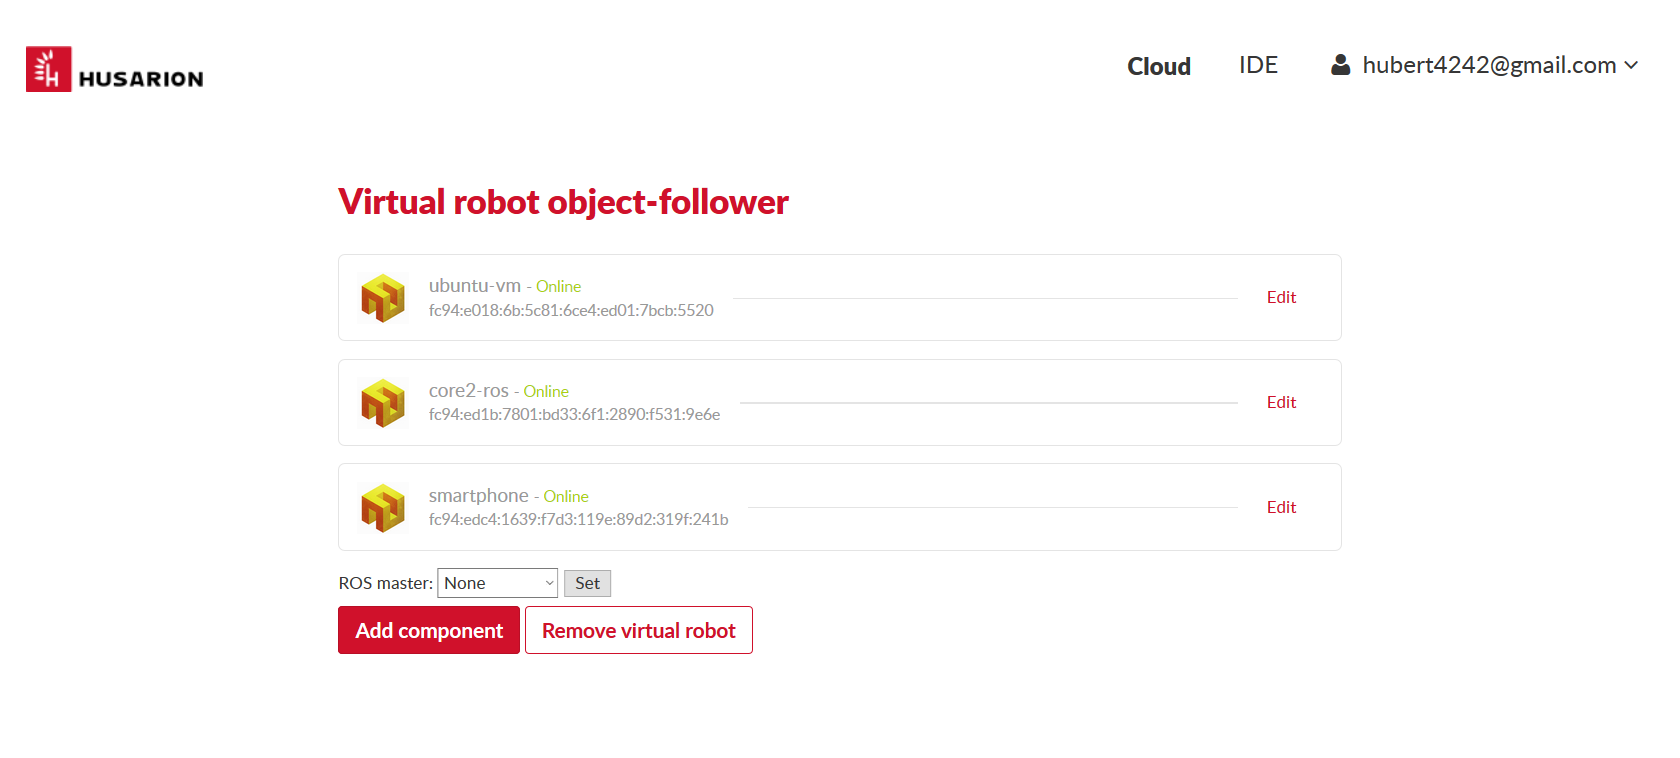 HUSARION
Cloud IDE hubert4242@gmail.com
Virtual robot object-follower
ubuntu-vm - Online
fc94:e018:6b:5c81:6ce4:ed01:7bcb:5520
Edit
core2-ros - Online
fc94:ed1b:7801:bd33:6f1:2890:f531:9e6e
Edit
smartphone - Online
fc94:edc4:1639:f7d3:119e:89d2:319f:241b
Edit
ROS master: None Set
Add component Remove virtual robot